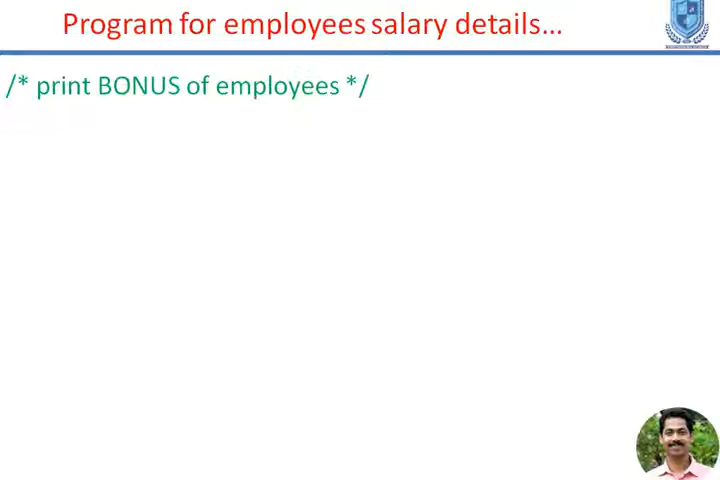 Program for employees salary details...
/* print BONUS of employees */